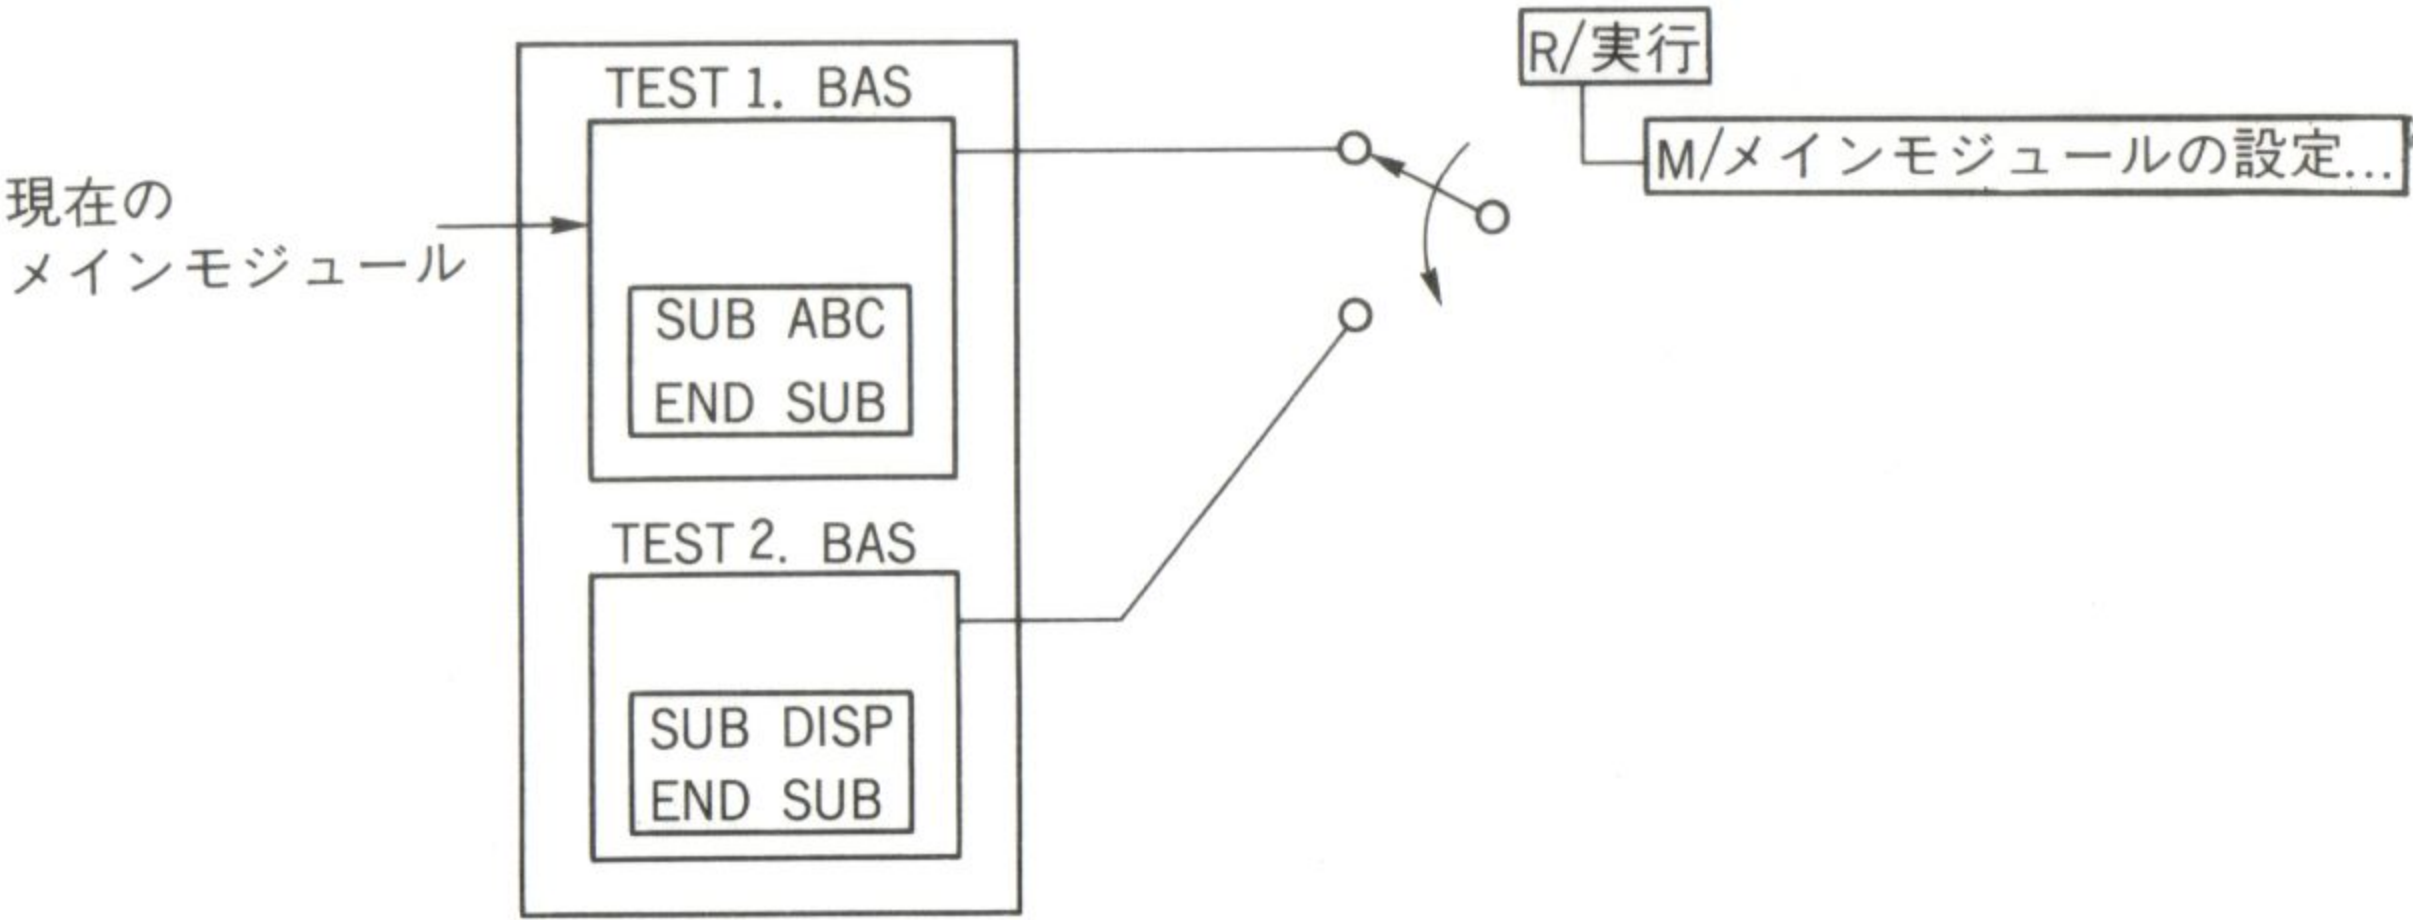 現在の
メインモジュール
TEST 1. BAS
SUB ABC
END SUB
TEST 2. BAS
SUB DISP
END SUB
R/実行
M/メインモジュールの設定...